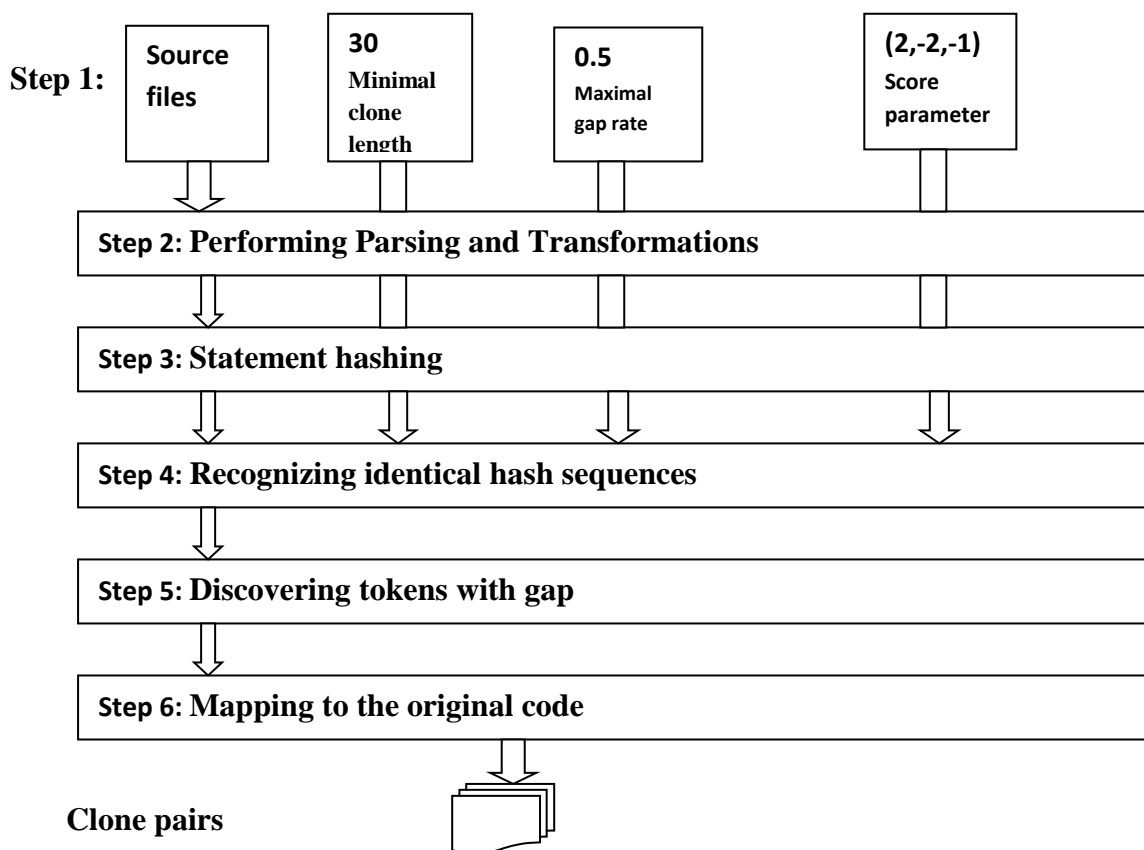 Step 1:
Source
files
30
Minimal
clone
length
0.5
Maximal
gap rate
(2,-2,-1)
Score
parameter
Step 2: Performing Parsing and Transformations
Step 3: Statement hashing
Step 4: Recognizing identical hash sequences
Step 5: Discovering tokens with gap
Step 6: Mapping to the original code
Clone pairs